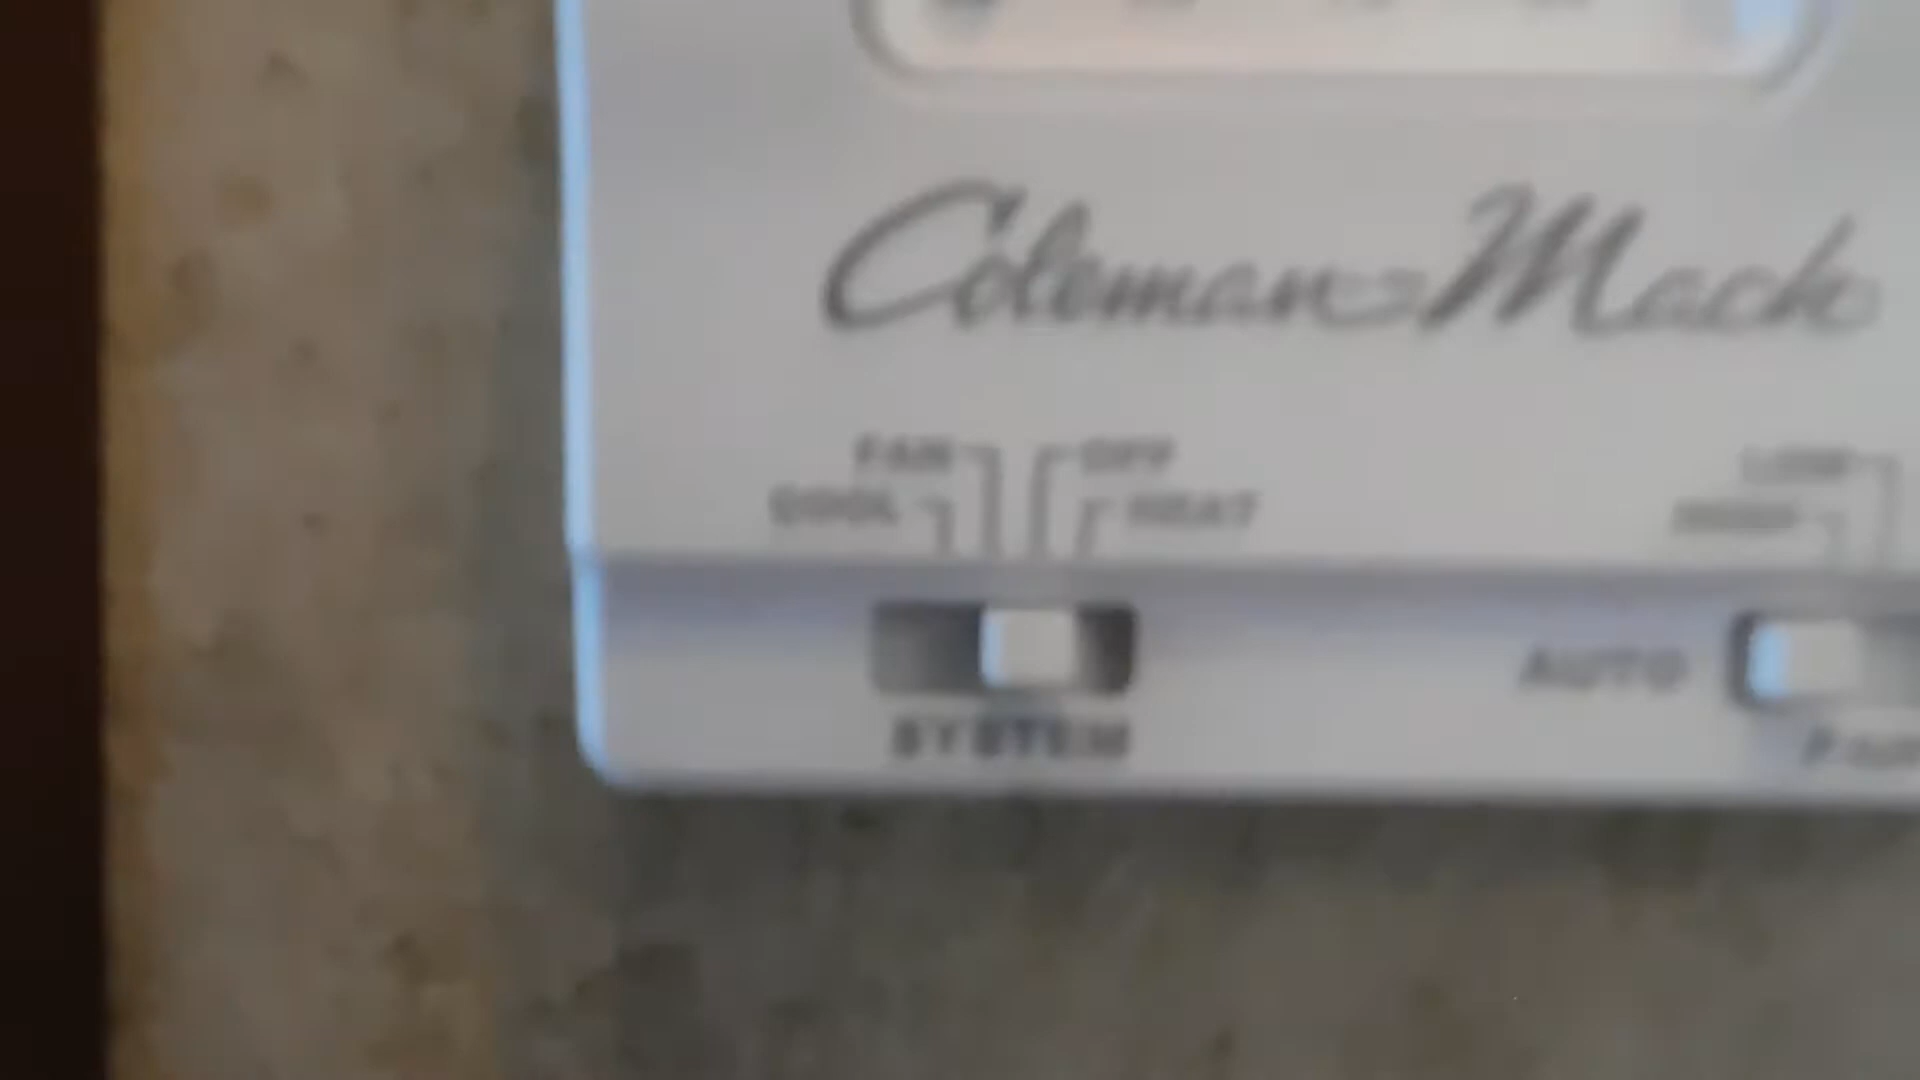 Coleman-Mach
FAN OFF LOW
COOL HEAT HIGH
AUTO
SYSTEM